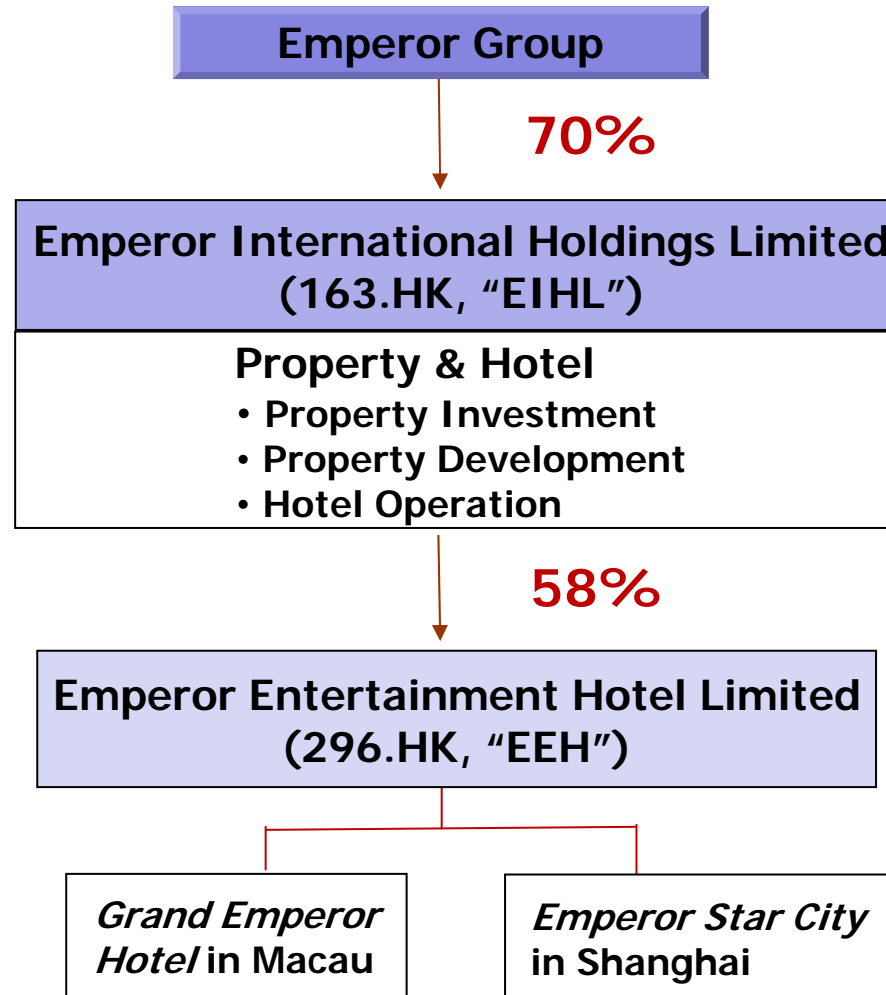 Emperor Group
70%
Emperor International Holdings Limited
(163.HK, “EIHL”)
Property & Hotel
• Property Investment
• Property Development
• Hotel Operation
58%
Emperor Entertainment Hotel Limited
(296.HK, “EEH”)
Grand Emperor
Hotel in Macau
Emperor Star City
in Shanghai